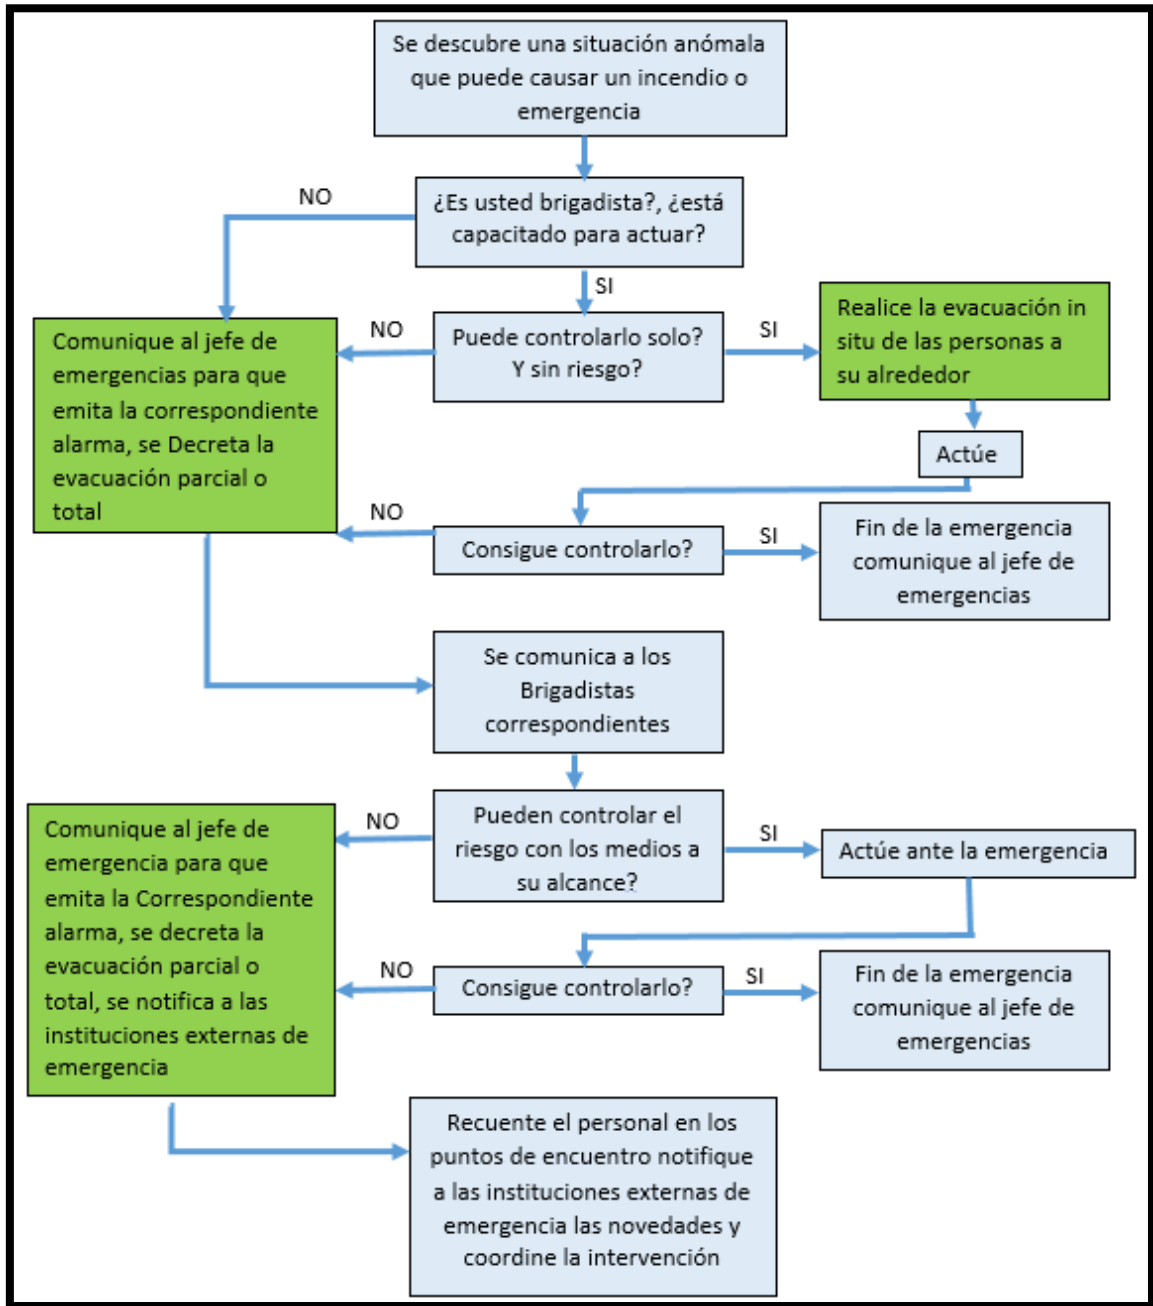 Se descubre una situación anómala
que puede causar un incendio o
emergencia
NO
¿Es usted brigadista?, ¿está
capacitado para actuar?
SI
Comunique al jefe de
emergencias para que
emita la correspondiente
alarma, se Decreta la
evacuación parcial o
total
NO
Puede controlarlo solo?
Y sin riesgo?
SI
Realice la evacuación in
situ de las personas a
su alrededor
Actúe
NO
Consigue controlarlo?
SI
Fin de la emergencia
comunique al jefe de
emergencias
Se comunica a los
Brigadistas
correspondientes
Comunique al jefe de
emergencia para que
emita la Correspondiente
alarma, se decreta la
evacuación parcial o
total, se notifica a las
instituciones externas de
emergencia
NO
Pueden controlar el
riesgo con los medios a
su alcance?
SI
Actúe ante la emergencia
NO
Consigue controlarlo?
SI
Fin de la emergencia
comunique al jefe de
emergencias
Recuente el personal en los
puntos de encuentro notifique
a las instituciones externas de
emergencia las novedades y
coordine la intervención